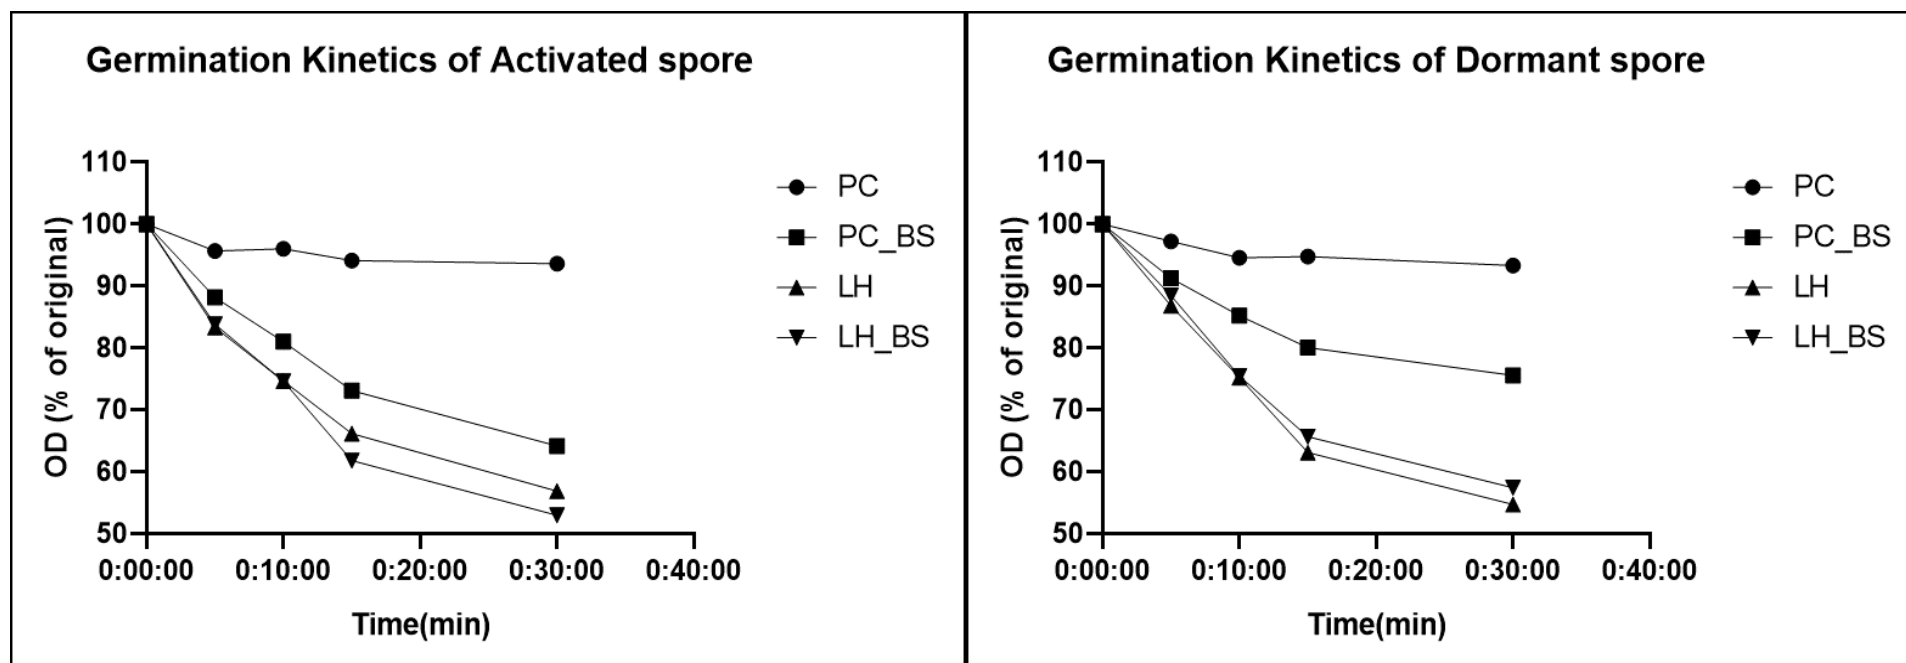 Germination Kinetics of Activated spore
110
100
90
80
70
60
50
OD (% of original)
0:00:00 0:10:00 0:20:00 0:30:00 0:40:00
Time(min)
PC
PC_BS
LH
LH_BS
Germination Kinetics of Dormant spore
110
100
90
80
70
60
50
OD (% of original)
0:00:00 0:10:00 0:20:00 0:30:00 0:40:00
Time(min)
PC
PC_BS
LH
LH_BS